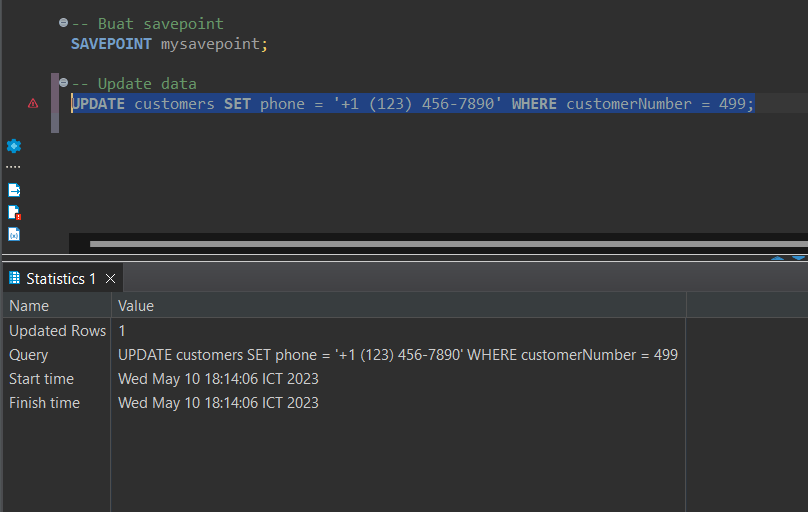 -- Buat savepoint
SAVEPOINT mysavepoint;
-- Update data
UPDATE customers SET phone = '+1 (123) 456-7890' WHERE customerNumber = 499;
Statistics 1
Name Value
Updated Rows 1
Query UPDATE customers SET phone = '+1 (123) 456-7890' WHERE customerNumber = 499
Start time Wed May 10 18:14:06 ICT 2023
Finish time Wed May 10 18:14:06 ICT 2023